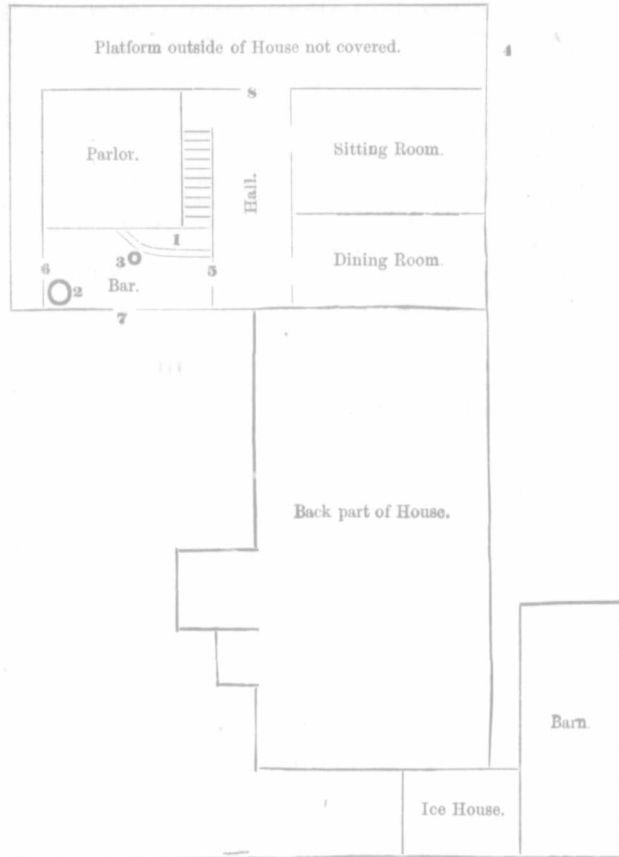 Platform outside of House not covered.
4
8
Parlor.
Sitting Room.
Hall.
1
3
5
Dining Room.
6
2
Bar.
7
Back part of House.
Barn.
Ice House.